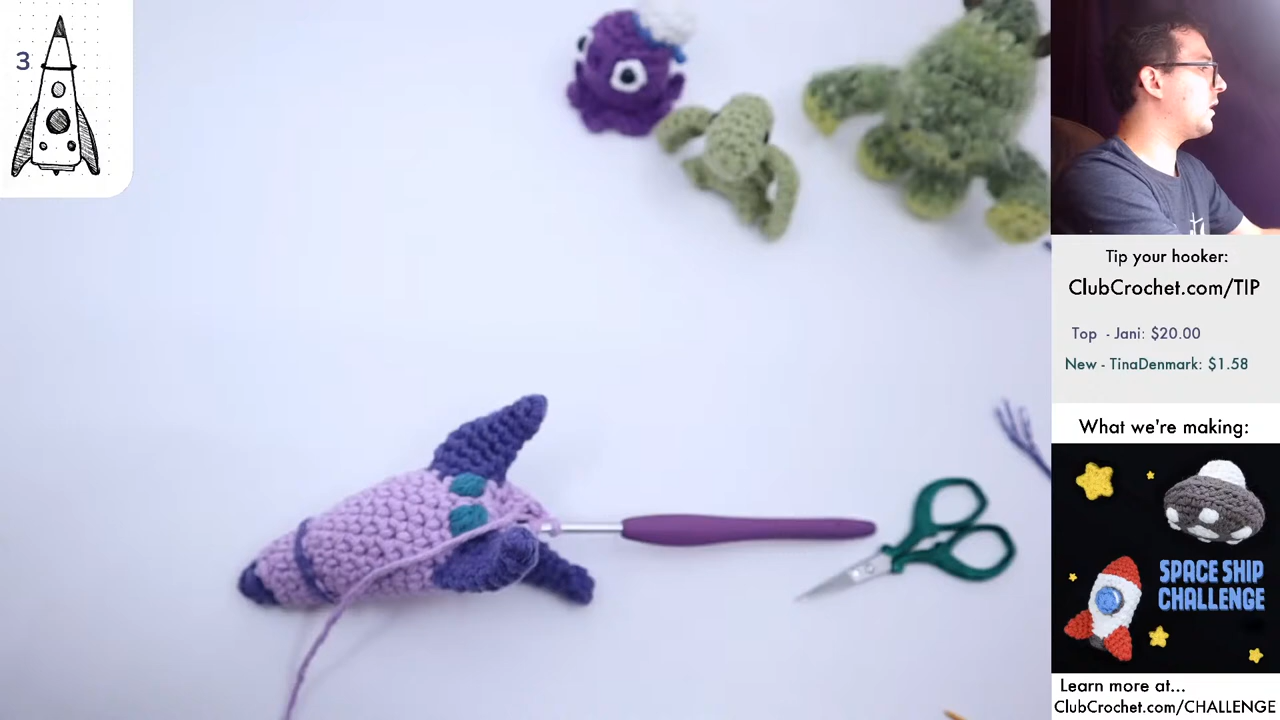 3
Tip your hooker:
ClubCrochet.com/TIP
Top - Jani: $20.00
New - TinaDenmark: $1.58
What we're making:
SPACE SHIP
CHALLENGE
Learn more at...
ClubCrochet.com/CHALLENGE